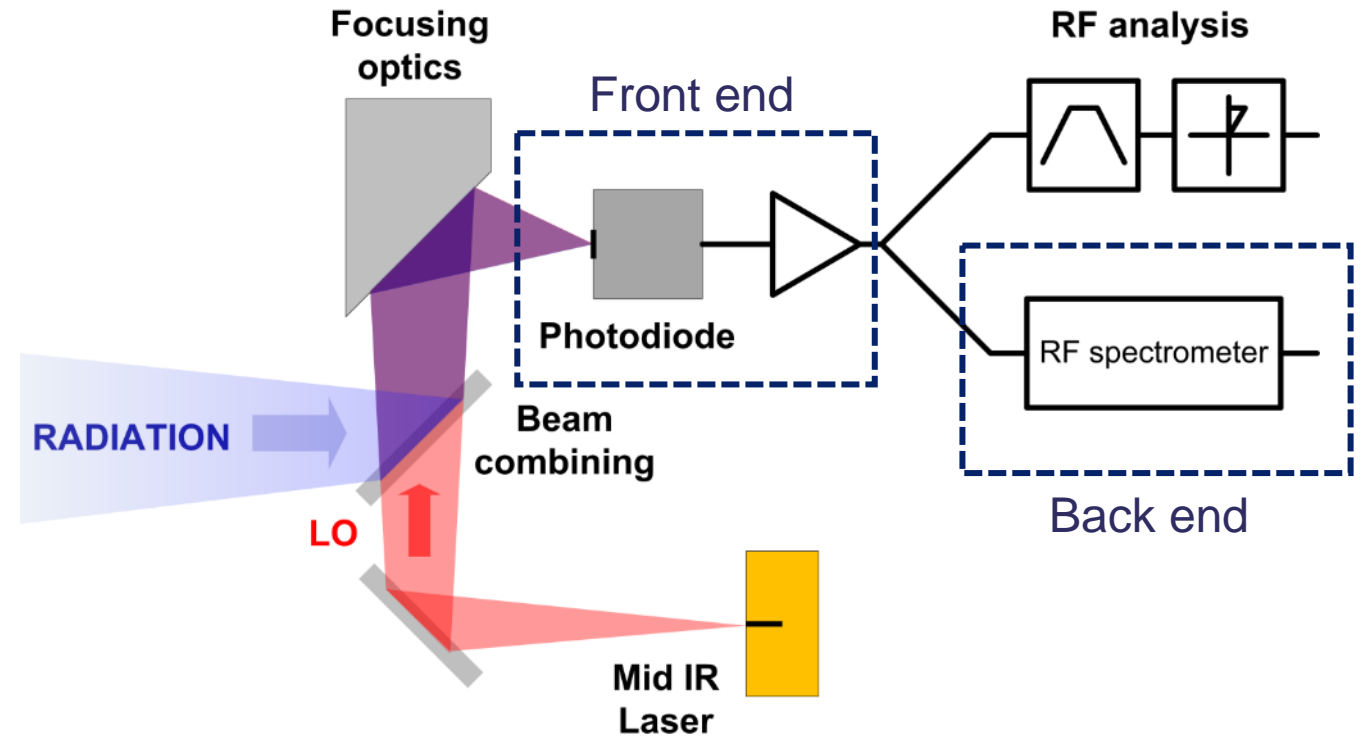 Focusing
optics
RF analysis
Front end
Photodiode
RF spectrometer
RADIATION
Beam
combining
Back end
LO
Mid IR
Laser